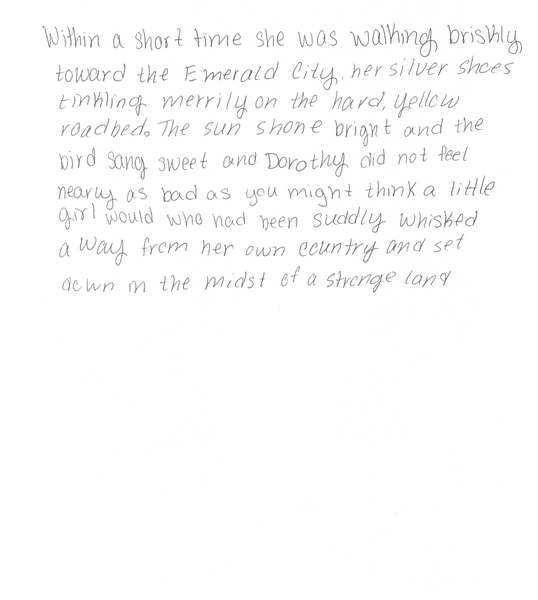 Within a short time she was walking briskly
toward the Emerald City, her silver shoes
tinkling merrily on the hard, yellow
roadbed. The sun shone bright and the
bird sang sweet and Dorothy did not feel
nearly as bad as you might think a little
girl would who had been suddly whisked
a way from her own country and set
down in the midst of a strange land